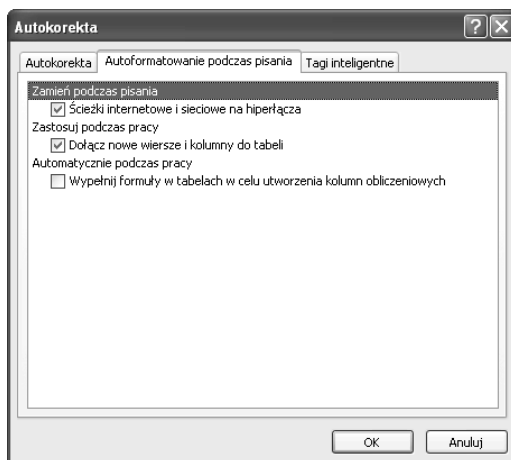 Autokorekta
Autokorekta Autoformatowanie podczas pisania Tagi inteligentne
Zamień podczas pisania
Ścieżki internetowe i sieciowe na hiperłącza
Zastosuj podczas pracy
Dołącz nowe wiersze i kolumny do tabeli
Automatycznie podczas pracy
Wypełnij formuły w tabelach w celu utworzenia kolumn obliczeniowych
OK Anuluj